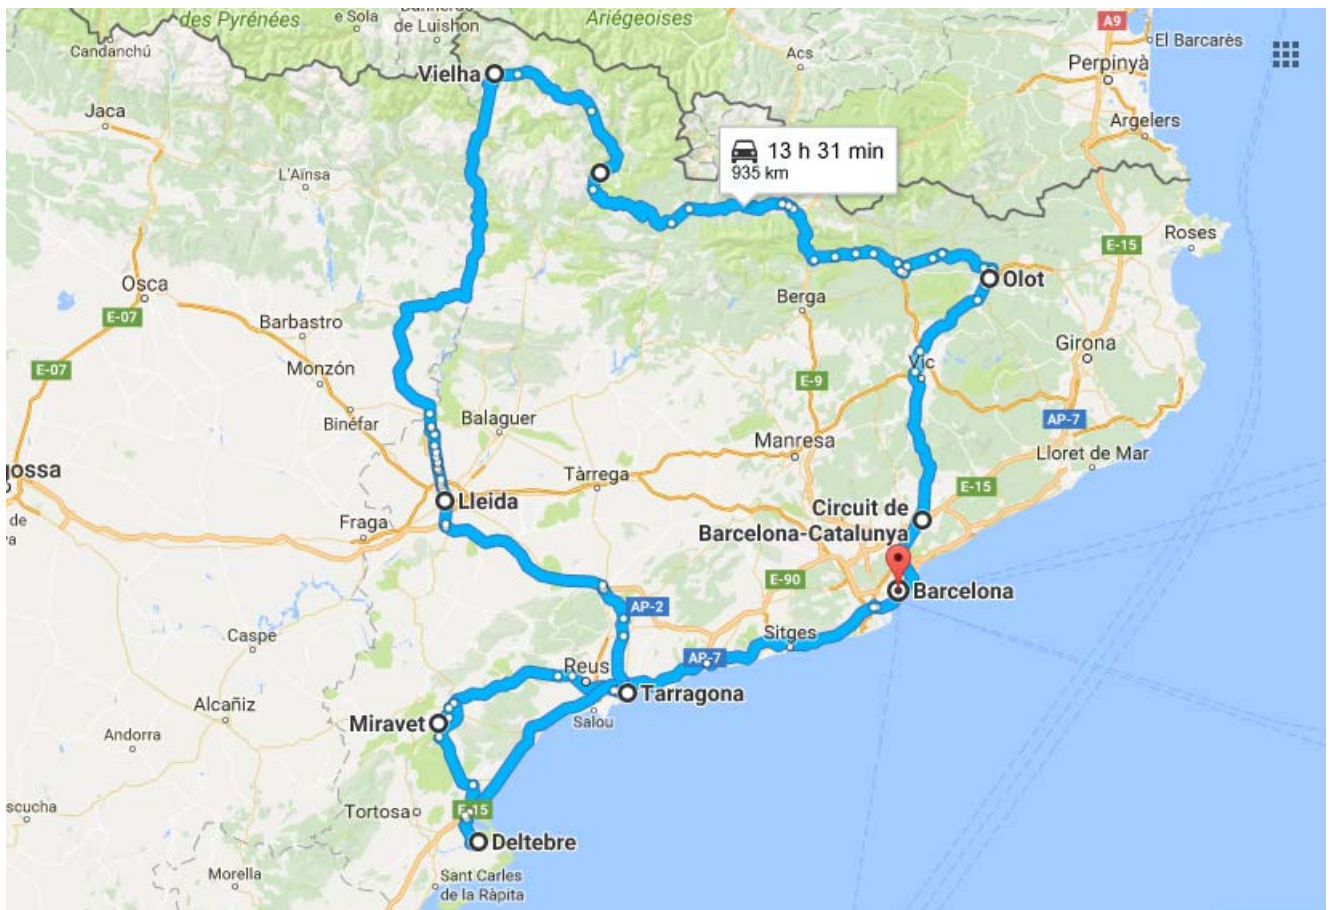 des Pyrénées
e Sola
de Luishon
Ariégeoises
A9
El Barcarès
Candanchú
Acs
Perpinyà
Vielha
Jaca
Argelers
13 h 31 min
935 km
L'Aïnsa
Roses
E-15
Osca
Olot
E-07
Berga
Barbastro
Girona
E-07
Monzón
Vic
E-9
Binéfar
Balaguer
AP-7
Manresa
Lloret de Mar
gossa
Tàrrega
E-15
Lleida
Circuit de
Barcelona-Catalunya
de
Fraga
a
E-90
Barcelona
AP-2
Caspe
Sitges
AP-7
Reus
Tarragona
Alcañiz
Salou
Miravet
Andorra
scucha
Tortosa
E-15
Deltebre
Morella
Sant Carles
de la Ràpita